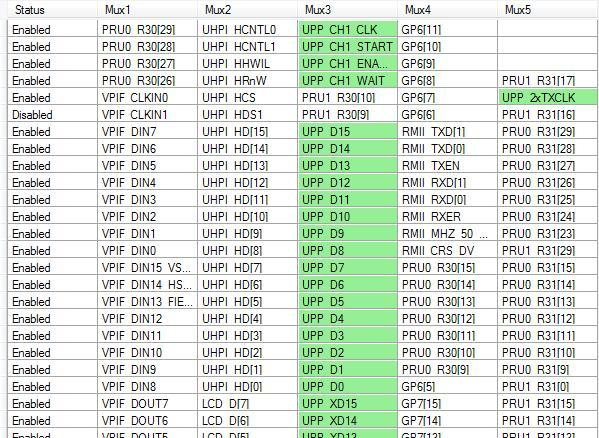 Status Mux1 Mux2 Mux3 Mux4 Mux5
Enabled PRU0 R30[29] UHPI HCNTL0 UPP CH1 CLK GP6[11]
Enabled PRU0 R30[28] UHPI HCNTL1 UPP CH1 START GP6[10]
Enabled PRU0 R30[27] UHPI HHWIL UPP CH1 ENA... GP6[9]
Enabled PRU0 R30[26] UHPI HRnW UPP CH1 WAIT GP6[8] PRU1 R31[17]
Enabled VPIF CLKIN0 UHPI HCS PRU1 R30[10] GP6[7] UPP 2xTXCLK
Disabled VPIF CLKIN1 UHPI HDS1 PRU1 R30[9] GP6[6] PRU1 R31[16]
Enabled VPIF DIN7 UHPI HD[15] UPP D15 RMII TXD[1] PRU0 R31[29]
Enabled VPIF DIN6 UHPI HD[14] UPP D14 RMII TXD[0] PRU0 R31[28]
Enabled VPIF DIN5 UHPI HD[13] UPP D13 RMII TXEN PRU0 R31[27]
Enabled VPIF DIN4 UHPI HD[12] UPP D12 RMII RXD[1] PRU0 R31[26]
Enabled VPIF DIN3 UHPI HD[11] UPP D11 RMII RXD[0] PRU0 R31[25]
Enabled VPIF DIN2 UHPI HD[10] UPP D10 RMII RXER PRU0 R31[24]
Enabled VPIF DIN1 UHPI HD[9] UPP D9 RMII MHZ 50 ... PRU0 R31[23]
Enabled VPIF DIN0 UHPI HD[8] UPP D8 RMII CRS DV PRU1 R31[29]
Enabled VPIF DIN15 VS... UHPI HD[7] UPP D7 PRU0 R30[15] PRU0 R31[15]
Enabled VPIF DIN14 HS... UHPI HD[6] UPP D6 PRU0 R30[14] PRU0 R31[14]
Enabled VPIF DIN13 FIE... UHPI HD[5] UPP D5 PRU0 R30[13] PRU0 R31[13]
Enabled VPIF DIN12 UHPI HD[4] UPP D4 PRU0 R30[12] PRU0 R31[12]
Enabled VPIF DIN11 UHPI HD[3] UPP D3 PRU0 R30[11] PRU0 R31[11]
Enabled VPIF DIN10 UHPI HD[2] UPP D2 PRU0 R30[10] PRU0 R31[10]
Enabled VPIF DIN9 UHPI HD[1] UPP D1 PRU0 R30[9] PRU0 R31[9]
Enabled VPIF DIN8 UHPI HD[0] UPP D0 GP6[5] PRU1 R31[0]
Enabled VPIF DOUT7 LCD D[7] UPP XD15 GP7[15] PRU1 R31[15]
Enabled VPIF DOUT6 LCD D[6] UPP XD14 GP7[14] PRU1 R31[14]
Enabled VPIF DOUT5 LCD D[5] UPP XD13 GP7[13] PRU1 R31[13]